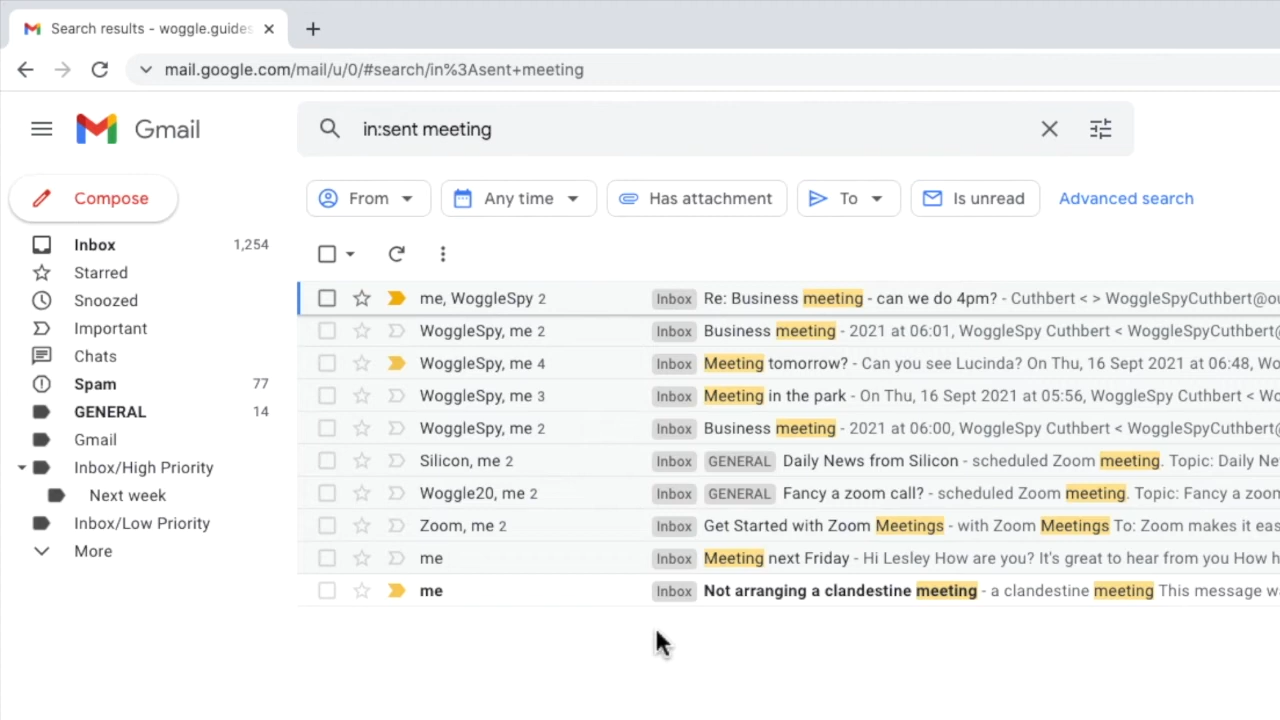 Search results - woggle.guides
mail.google.com/mail/u/0/#search/in%3Asent+meeting
Gmail
in:sent meeting
Compose
From Any time Has attachment To Is unread Advanced search
Inbox 1,254
Starred
Snoozed
Important
Chats
Spam 77
GENERAL 14
Gmail
Inbox/High Priority
Next week
Inbox/Low Priority
More
me, WoggleSpy 2 Inbox Re: Business meeting - can we do 4pm? - Cuthbert < > WoggleSpyCuthbert@ou
WoggleSpy, me 2 Inbox Business meeting - 2021 at 06:01, WoggleSpy Cuthbert < WoggleSpyCuthbert@
WoggleSpy, me 4 Inbox Meeting tomorrow? - Can you see Lucinda? On Thu, 16 Sept 2021 at 06:48, Wo
WoggleSpy, me 3 Inbox Meeting in the park - On Thu, 16 Sept 2021 at 05:56, WoggleSpy Cuthbert < Wo
WoggleSpy, me 2 Inbox Business meeting - 2021 at 06:00, WoggleSpy Cuthbert < WoggleSpyCuthbert@
Silicon, me 2 Inbox GENERAL Daily News from Silicon - scheduled Zoom meeting. Topic: Daily Ne
Woggle20, me 2 Inbox GENERAL Fancy a zoom call? - scheduled Zoom meeting. Topic: Fancy a zoom
Zoom, me 2 Inbox Get Started with Zoom Meetings - with Zoom Meetings To: Zoom makes it eas
me Inbox Meeting next Friday - Hi Lesley How are you? It's great to hear from you How h
me Inbox Not arranging a clandestine meeting - a clandestine meeting This message wa